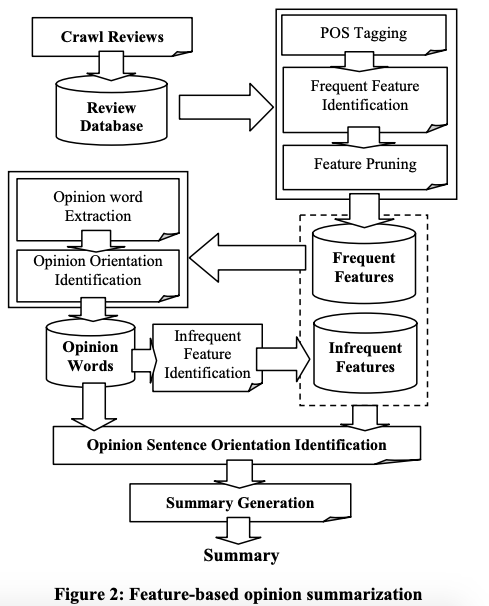 Crawl Reviews
Review
Database
POS Tagging
Frequent Feature
Identification
Feature Pruning
Opinion word
Extraction
Opinion Orientation
Identification
Frequent
Features
Opinion
Words
Infrequent
Feature
Identification
Infrequent
Features
Opinion Sentence Orientation Identification
Summary Generation
Summary
Figure 2: Feature-based opinion summarization